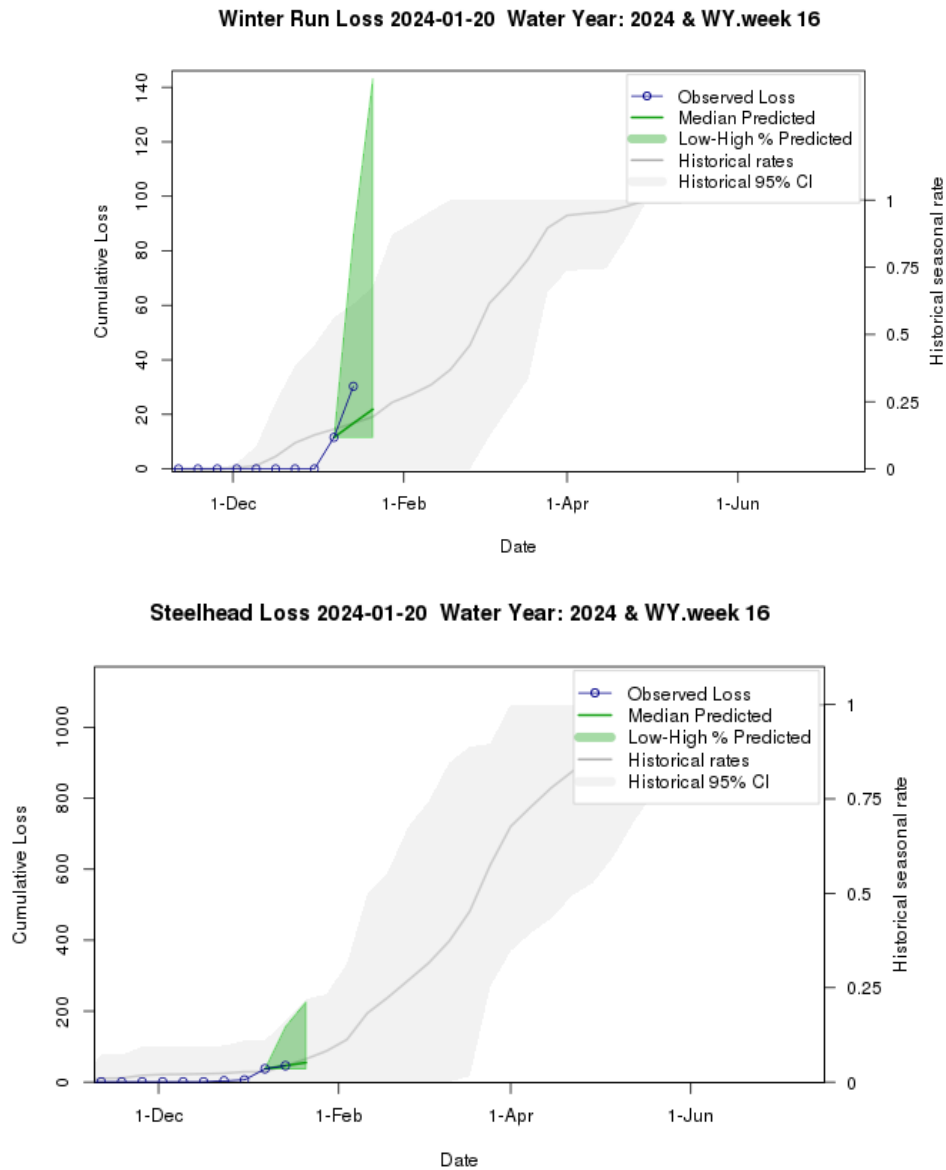 Winter Run Loss 2024-01-20 Water Year: 2024 & WY.week 16
140
120
100
80
60
40
20
0
Cumulative Loss
Observed Loss
Median Predicted
Low-High % Predicted
Historical rates
Historical 95% CI
1
0.75
0.5
0.25
0
Historical seasonal rate
1-Dec
1-Feb
1-Apr
1-Jun
Date
Steelhead Loss 2024-01-20 Water Year: 2024 & WY.week 16
1000
800
600
400
200
0
Cumulative Loss
Observed Loss
Median Predicted
Low-High % Predicted
Historical rates
Historical 95% CI
1
0.75
0.5
0.25
0
Historical seasonal rate
1-Dec
1-Feb
1-Apr
1-Jun
Date